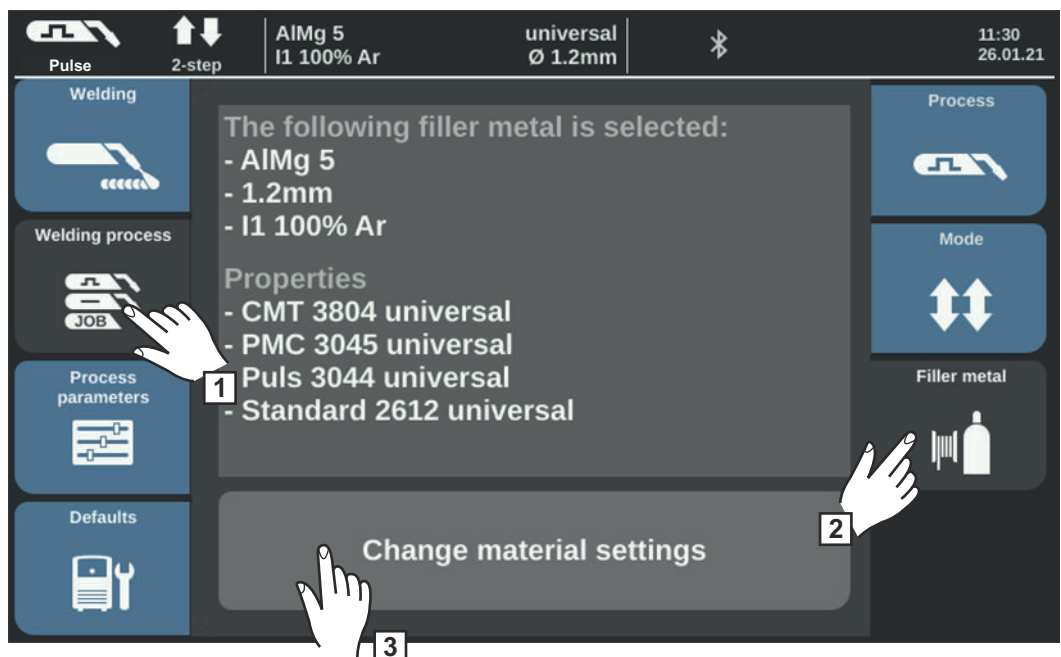 Pulse
2-step
AlMg 5
I1 100% Ar
universal
Ø 1.2mm
11:30
26.01.21
Welding
Welding process
JOB
Process
parameters
Defaults
The following filler metal is selected:
- AlMg 5
- 1.2mm
- I1 100% Ar
Properties
- CMT 3804 universal
- PMC 3045 universal
Puls 3044 universal
- Standard 2612 universal
Change material settings
Process
Mode
Filler metal
1
2
3